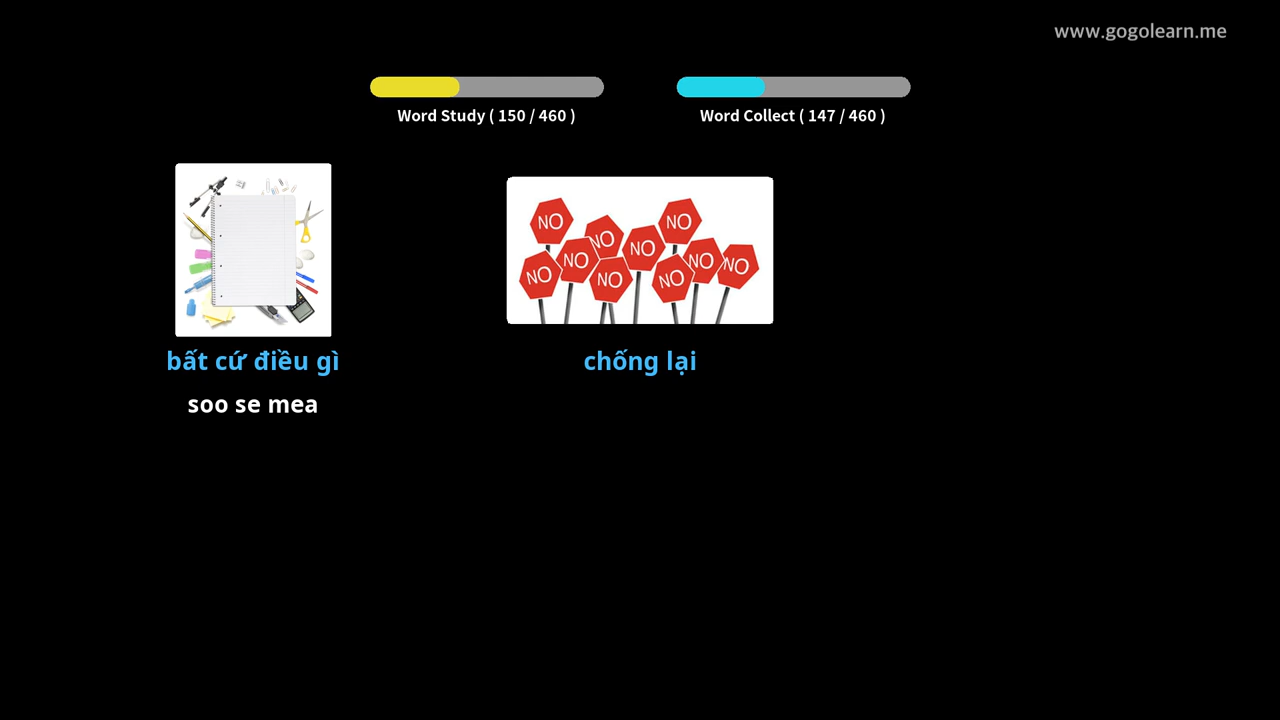 www.gogolearn.me
Word Study ( 150 / 460 )
Word Collect ( 147 / 460 )
NO
NO
NO
NO
NO
NO
NO
NO
NO
NO
bất cứ điều gì
chống lại
soo se mea